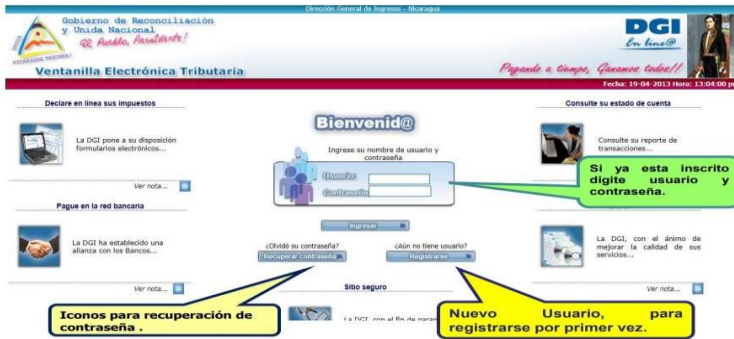 Dirección General de Ingresos - Nicaragua
Gobierno de Reconciliación
y Unida Nacional
El Pueblo, Presidente!
NICARAGUA TRIUNFA!
DGI
En line@
Ventanilla Electrónica Tributaria
Pagando a tiempo, Ganamos todos!!
Fecha: 19-04-2013 Hora: 13:04:00 p
Declare en línea sus impuestos
La DGI pone a su disposición
formularios electrónicos...
Ver nota...
Pague en la red bancaria
La DGI ha establecido una
alianza con los Bancos...
Ver nota...
Bienvenid@
Ingrese su nombre de usuario y
contraseña
Usuario:
Contraseña:
Ingresar
¿Olvidó su contraseña?
Recuperar contraseña
¿Aún no tiene usuario?
Registrarse
Sitio seguro
La DGI, con el fin de garan
Consulte su estado de cuenta
Consulte su reporte de
transacciones...
Si ya esta inscrito
digite usuario y
contraseña.
La DGI, con el ánimo de
mejorar la calidad de sus
servicios...
Ver nota...
Iconos para recuperación de
contraseña .
Nuevo Usuario, para
registrarse por primer vez.